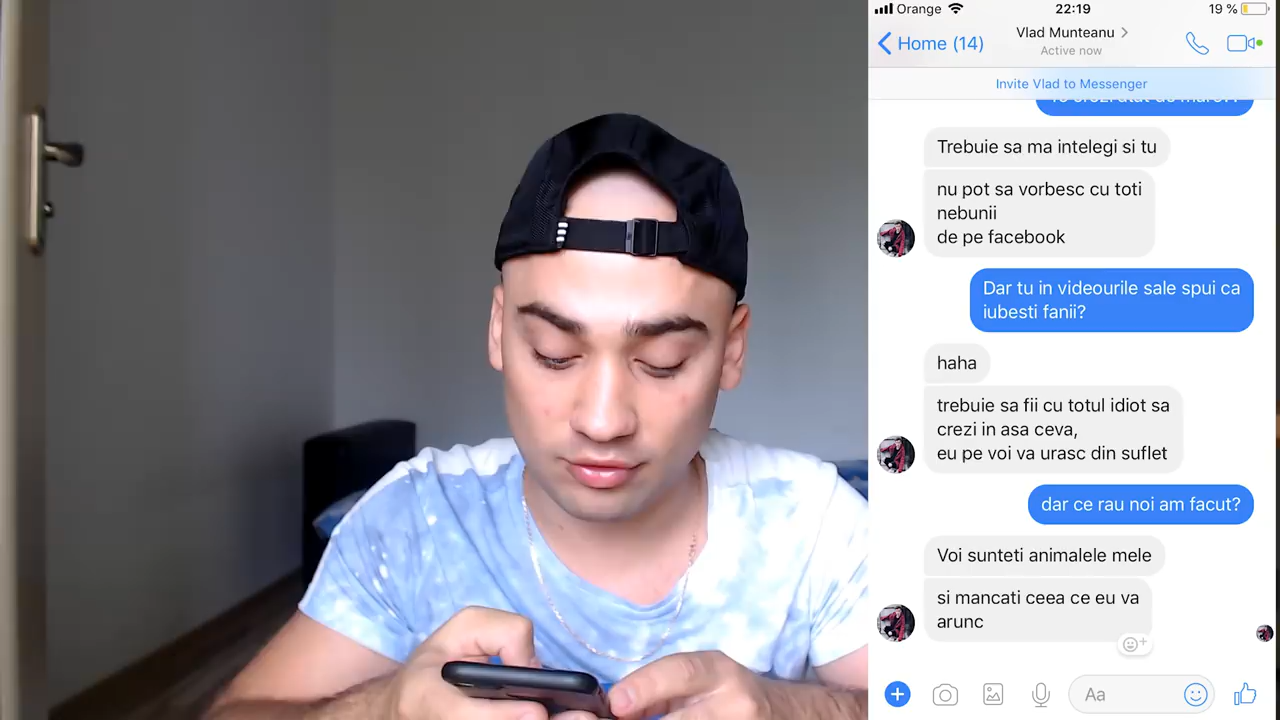 Orange
22:19
19 %
Home (14)
Vlad Munteanu
Active now
Invite Vlad to Messenger
Trebuie sa ma intelegi si tu
nu pot sa vorbesc cu toti
nebunii
de pe facebook
Dar tu in videourile sale spui ca
iubesti fanii?
haha
trebuie sa fii cu totul idiot sa
crezi in asa ceva,
eu pe voi va urasc din suflet
dar ce rau noi am facut?
Voi sunteti animalele mele
si mancati ceea ce eu va
arunc
Aa